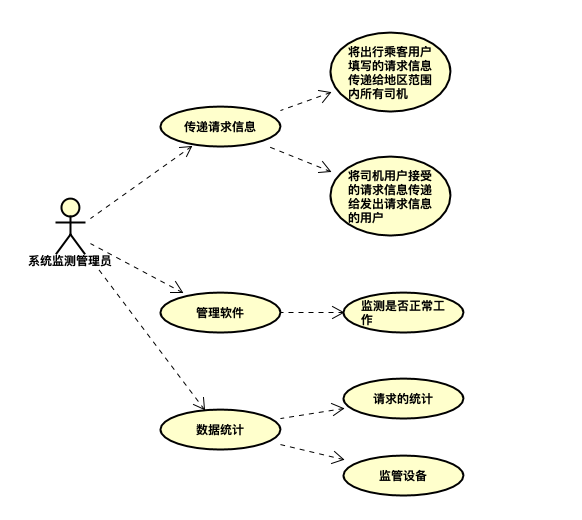 将出行乘客用户
填写的请求信息
传递给地区范围
内所有司机
传递请求信息
将司机用户接受
的请求信息传递
给发出请求信息
的用户
系统监测管理员
管理软件
监测是否正常工
作
请求的统计
数据统计
监管设备